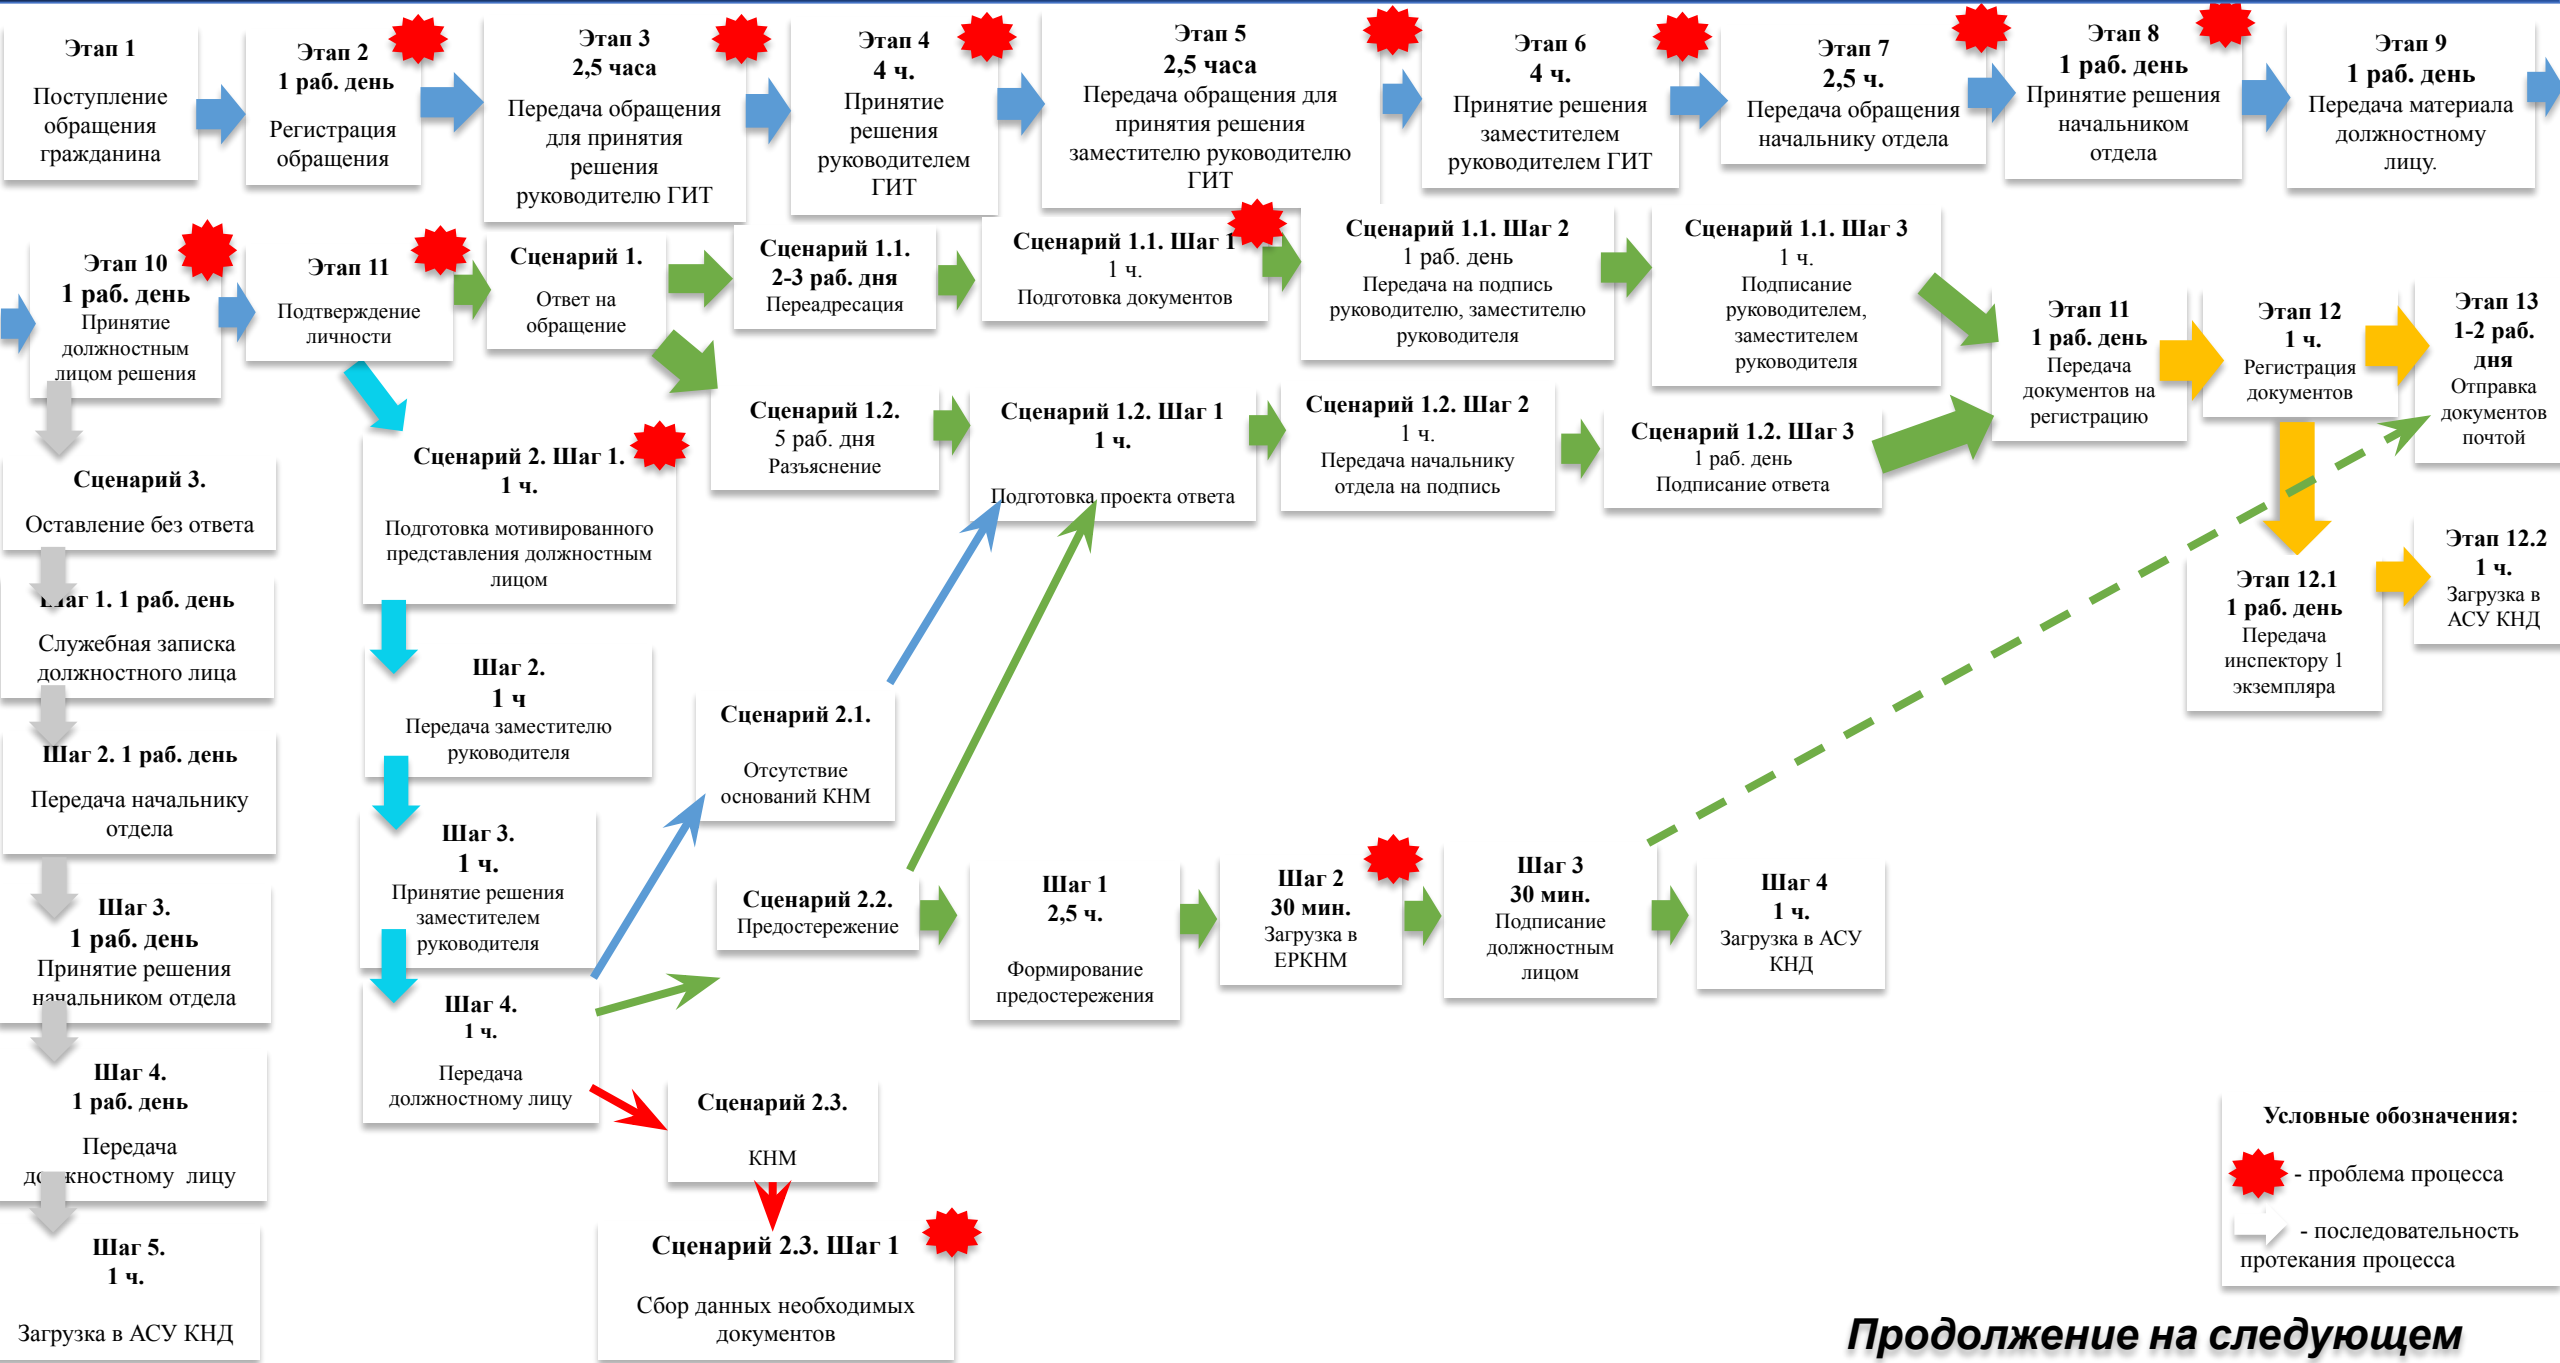 Этап 1
Поступление
обращения
гражданина
Этап 2
1 раб. день
Регистрация
обращения
Этап 3
2,5 часа
Передача обращения
для принятия
решения
руководителю ГИТ
Этап 4
4 ч.
Принятие
решения
руководителем
ГИТ
Этап 5
2,5 часа
Передача обращения для
принятия решения
заместителю руководителю
ГИТ
Этап 6
4 ч.
Принятие решения
заместителем
руководителем ГИТ
Этап 7
2,5 ч.
Передача обращения
начальнику отдела
Этап 8
1 раб. день
Принятие решения
начальником
отдела
Этап 9
1 раб. день
Передача материала
должностному
лицу.
Этап 10
1 раб. день
Принятие
должностным
лицом решения
Этап 11
Подтверждение
личности
Сценарий 1.
Ответ на
обращение
Сценарий 1.1.
2-3 раб. дня
Переадресация
Сценарий 1.1. Шаг 1
1 ч.
Подготовка документов
Сценарий 1.1. Шаг 2
1 раб. день
Передача на подпись
руководителю, заместителю
руководителя
Сценарий 1.1. Шаг 3
1 ч.
Подписание
руководителем,
заместителем
руководителя
Этап 11
1 раб. день
Передача
документов на
регистрацию
Этап 12
1 ч.
Регистрация
документов
Этап 13
1-2 раб.
дня
Отправка
документов
почтой
Сценарий 1.2.
5 раб. дня
Разъяснение
Сценарий 1.2. Шаг 1
1 ч.
Подготовка проекта ответа
Сценарий 1.2. Шаг 2
1 ч.
Передача начальнику
отдела на подпись
Сценарий 1.2. Шаг 3
1 раб. день
Подписание ответа
Этап 12.1
1 раб. день
Передача
инспектору 1
экземпляра
Этап 12.2
1 ч.
Загрузка в
АСУ КНД
Сценарий 3.
Оставление без ответа
Шаг 1. 1 раб. день
Служебная записка
должностного лица
Шаг 2. 1 раб. день
Передача начальнику
отдела
Шаг 3.
1 раб. день
Принятие решения
начальником отдела
Шаг 4.
1 раб. день
Передача
должностному лицу
Шаг 5.
1 ч.
Загрузка в АСУ КНД
Сценарий 2. Шаг 1.
1 ч.
Подготовка мотивированного
представления должностным
лицом
Шаг 2.
1 ч
Передача заместителю
руководителя
Шаг 3.
1 ч.
Принятие решения
заместителем
руководителя
Шаг 4.
1 ч.
Передача
должностному лицу
Сценарий 2.1.
Отсутствие
оснований КНМ
Сценарий 2.2.
Предостережение
Шаг 1
2,5 ч.
Формирование
предостережения
Шаг 2
30 мин.
Загрузка в
ЕРКНМ
Шаг 3
30 мин.
Подписание
должностным
лицом
Шаг 4
1 ч.
Загрузка в АСУ
КНД
Сценарий 2.3.
КНМ
Сценарий 2.3. Шаг 1
Сбор данных необходимых
документов
Условные обозначения:
- проблема процесса
- последовательность
протекания процесса
Продолжение на следующем